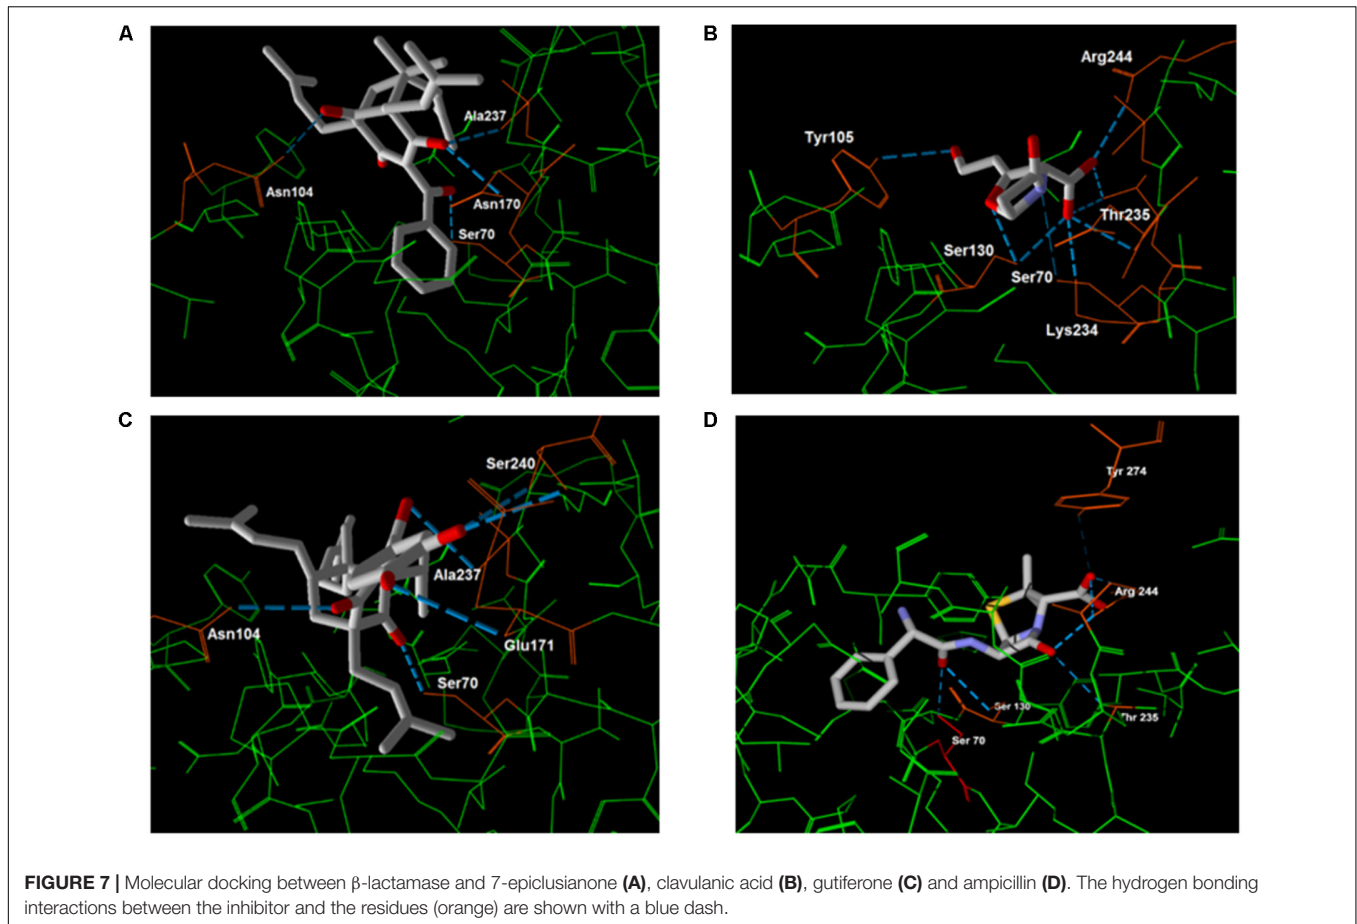 A
Ala237
Asn104
Asn170
Ser70
B
Arg244
Tyr105
Thr235
Ser130
Ser70
Lys234
C
Ser240
Ala237
Asn104
Glu171
Ser70
D
Tyr 274
Arg 244
Ser 130
Thr 235
Ser 70
FIGURE 7 | Molecular docking between β-lactamase and 7-epiclusianone (A), clavulanic acid (B), gutiferone (C) and ampicillin (D). The hydrogen bonding
interactions between the inhibitor and the residues (orange) are shown with a blue dash.